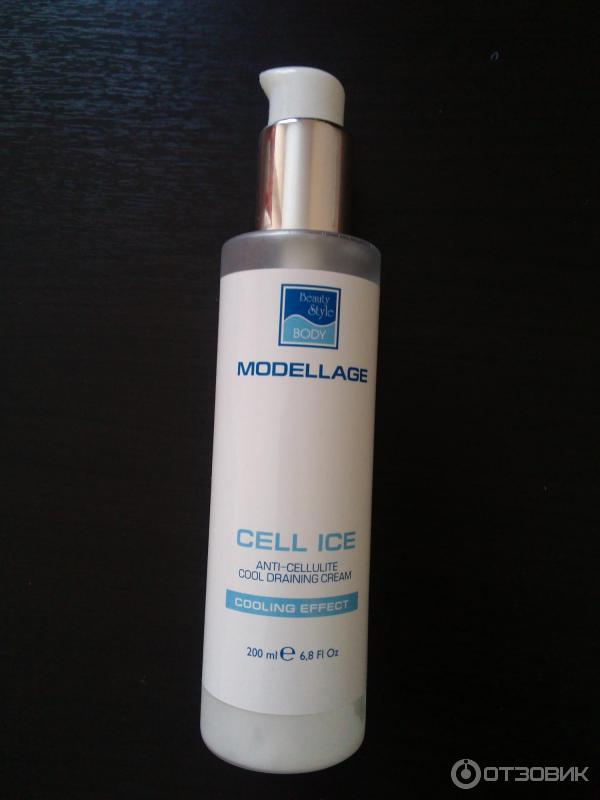 Beauty
Style
BODY
MODELLAGE
CELL ICE
ANTI-CELLULITE
COOL DRAINING CREAM
COOLING EFFECT
200 ml e 6,8 Fl Oz
ОТЗОВИК